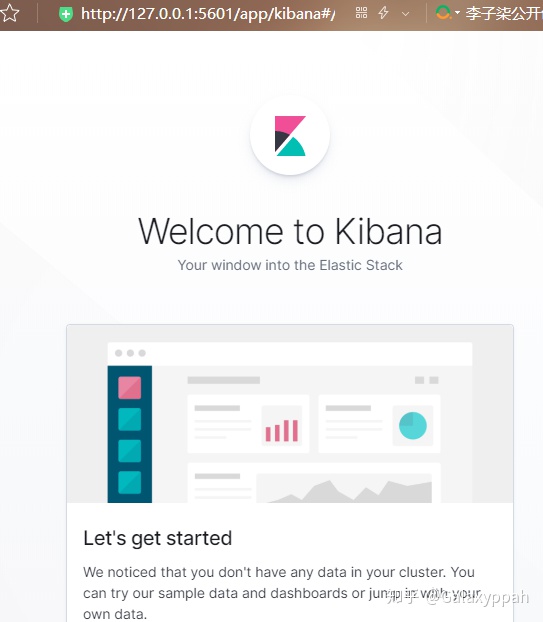 http://127.0.0.1:5601/app/kibana#/
李子柒公开
Welcome to Kibana
Your window into the Elastic Stack
Let's get started
We noticed that you don't have any data in your cluster. You
can try our sample data and dashboards or jump in with your
own data.
知乎 @Galaxyppah